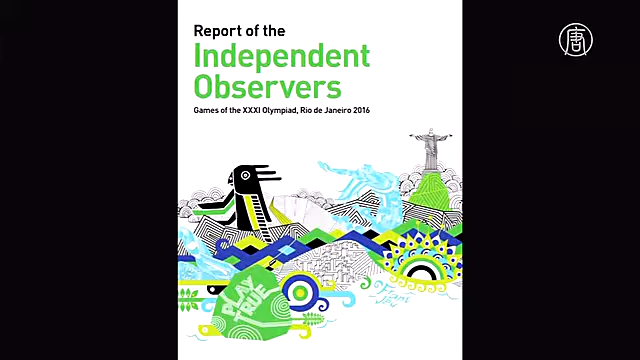 Report of the
Independent
Observers
Games of the XXXI Olympiad, Rio de Janeiro 2016
PLAY
TRUE
唐